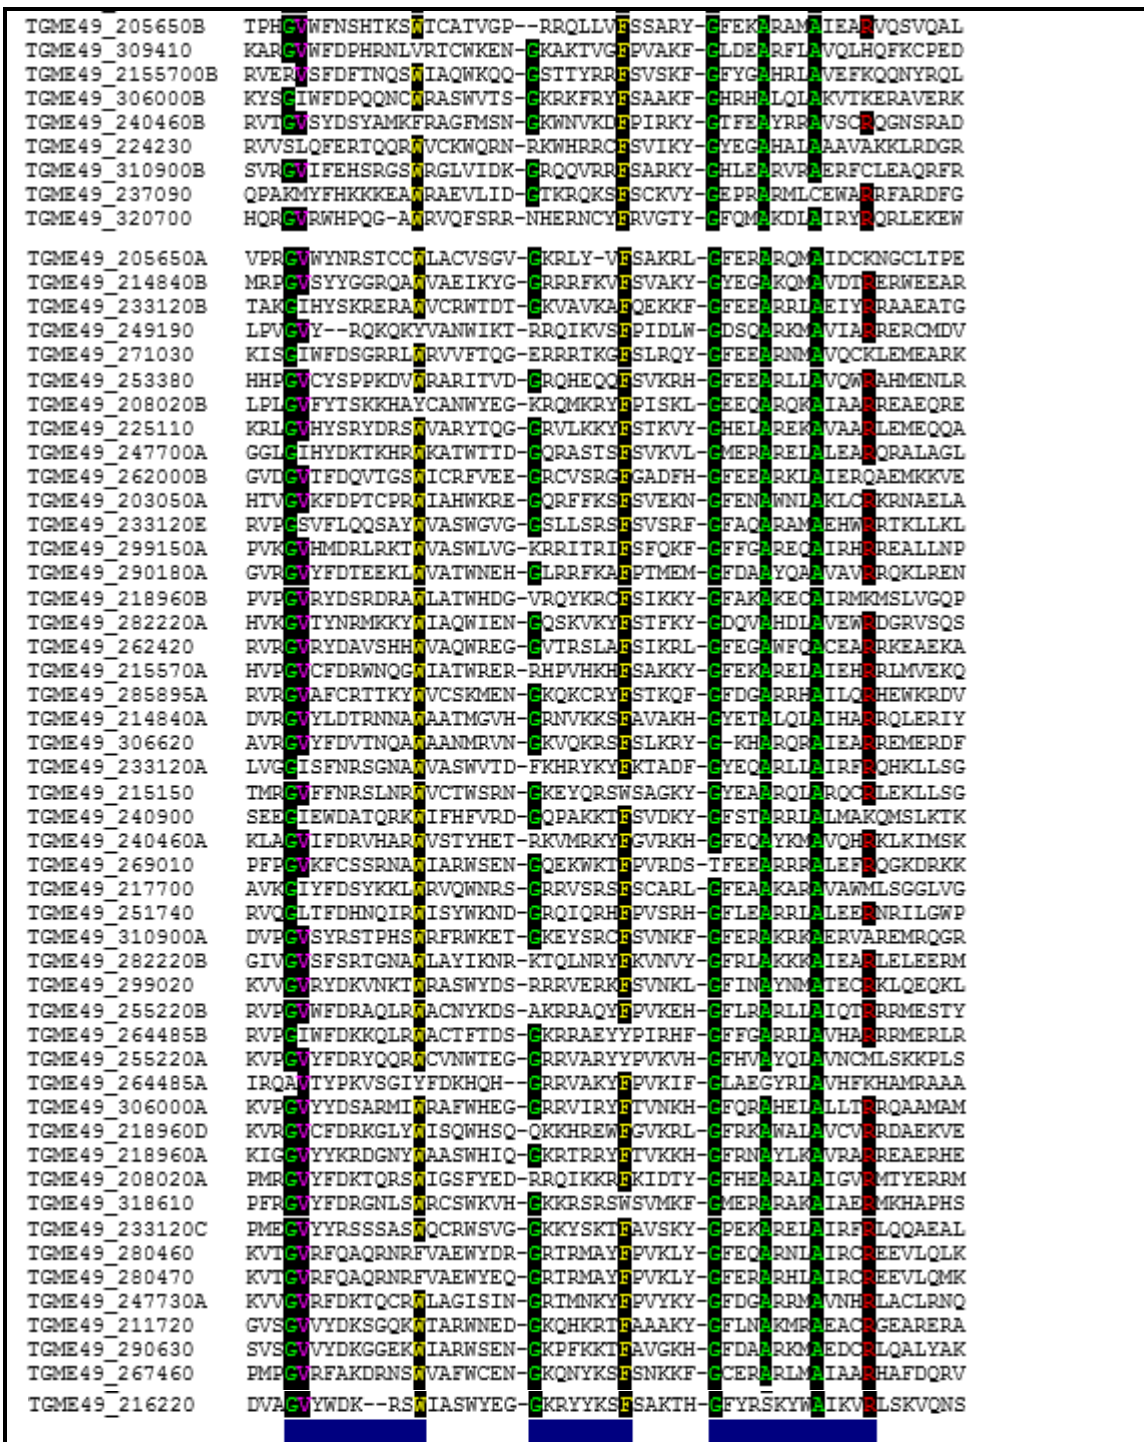 TGME49_205650B TPHGVWFNSHTKSWTCATVGP--RRQLLVFSSARY-GFEKARAMAIEARVQSVQAL
TGME49_309410 KARGVWFDPHRNLVRTCWKEN-GKAKTVGFPVAKF-GLDEARFLAVQLHQFKCPED
TGME49_2155700B RVERVSFDFTNQSWIAQWKQQ-GSTTYRRFSVSKF-GFYGAHRLAVEFKQQNYRQL
TGME49_306000B KYSGIWFDPQQNCWRASWVTS-GKRKFRYFSAAKF-GHRHALQLAKVTKERAVERK
TGME49_240460B RVTGVSYDSYAMKFRAGFMSN-GKWNVKDFPIRKY-GTFEAYRRAVSCRQGNSRAD
TGME49_224230 RVVSLQFERTQQRWVCKWQRN-RKWHRRCFSVIKY-GYEGAHALAAAVAKKLRDGR
TGME49_310900B SVRGVIFEHSRGSWRGLVIDK-GRQQVRRFSARKY-GHLEARVRAERFCLEAQRFR
TGME49_237090 QPAKMYFHKKKEAWRAEVLID-GTKRQKSFSCKVY-GEPRARMLCEWARRFARDFG
TGME49_320700 HQRGVRWHPQG-AWRVQFSRR-NHERNCYFRVGTY-GFQMAKDLAIRYRQRLEKEW
TGME49_205650A VPRGVWYNRSTCCWLACVSGV-GKRLY-VFSAKRL-GFERARQMAIDCKNGCLTPE
TGME49_214840B MRPGVSYYGGRQAWVAEIKYG-GRRRFKVFSVAKY-GYEGAKQMAVDTRERWEEAR
TGME49_233120B TAKGIHYSKRERAWVCRWTDT-GKVAVKAFQEKKF-GFEEARRLAEIYRRAAEATG
TGME49_249190 LPVGVY--RQKQKYVANWIKT-RRQIKVSFPIDLW-GDSQARKMAVIARRERCMDV
TGME49_271030 KISGIWFDSGRRLWRVVFTQG-ERRRTKGFSLRQY-GFEEARNMAVQCKLEMEARK
TGME49_253380 HHPGVCYSPPKDVWRARITVD-GRQHEQQFSVKRH-GFEEARLLAVQWRAHMENLR
TGME49_208020B LPLGVFYTSKKHAYCANWYEG-KRQMKRYFPISKL-GEEQARQKAIAARREAEQRE
TGME49_225110 KRLGVHYSRYDRSWVARYTQG-GRVLKKYFSTKVY-GHELAREKAVAARLEMEQQA
TGME49_247700A GGLGIHYDKTKHRWKATWTTD-GQRASTSFSVKVL-GMERARELALEARQRALAGL
TGME49_262000B GVDGVTFDQVTGSWICRFVEE-GRCVSRGFGADFH-GFEEARKLAIERQAEMKKVE
TGME49_203050A HTVGVKFDPTCPRWIAHWKRE-GQRFFKSFSVEKN-GFENAWNLAKLCRKRNAELA
TGME49_233120E RVPGSVFLQQSAYWVASWGVG-GSLLSRSFSVSRF-GFAQARAMAEHWRRTKLLKL
TGME49_299150A PVKGVHMDRLRKTWVASWLVG-KRRITRIFSFQKF-GFFGAREQAIRHRREALLNP
TGME49_290180A GVRGVYFDTEEKLWVATWNEH-GLRRFKAFPTMEM-GFDAAYQAAVAVRRQKLREN
TGME49_218960B PVPGVRYDSRDRAWLATWHDG-VRQYKRCFSIKKY-GFAKAKECAIRMKMSLVGQP
TGME49_282220A HVKGVTYNRMKKYWIAQWIEN-GQSKVKYFSTFKY-GDQVAHDLAVEWRDGRVSQS
TGME49_262420 RVRGVRYDAVSHHWVAQWREG-GVTRSLAFSIKRL-GFEGAWFQACEARRKEAEKA
TGME49_215570A HVPGVCFDRWNQGWIATWRER-RHPVHKHFSAKKY-GFEKARELAIEHRRLMVEKQ
TGME49_285895A RVRGVAFCRTTKYWVCSKMEN-GKQKCRYFSTKQF-GFDGARRHAILQRHEWKRDV
TGME49_214840A DVRGVYLDTRNNAWAATMGVH-GRNVKKSFAVAKH-GYETALQLAIHARRQLERIY
TGME49_306620 AVRGVYFDVTNQAWAANMRVN-GKVQKRSFSLKRY-G-KHARQRAIEARREMERDF
TGME49_233120A LVGGISFNRSGNAWVASWVTD-FKHRYKYFKTADF-GYEQARLLAIRFRQHKLLSG
TGME49_215150 TMRGVFFNRSLNRWVCTWSRN-GKEYQRSWSAGKY-GYEAARQLARQCRLEKLLSG
TGME49_240900 SEEGIEWDATQRKWIFHFVRD-GQPAKKTFSVDKY-GFSTARRLALMAKQMSLKTK
TGME49_240460A KLAGVIFDRVHARWVSTYHET-RKVMRKYFGVRKH-GFEQAYKMAVQHRKLKIMSK
TGME49_269010 PFPGVKFCSSRNAWIARWSEN-GQEKWKTFPVRDS-TFEEARRRALEFRQGKDRKK
TGME49_217700 AVKGIYFDSYKKLWRVQWNRS-GRRVSRSFSCARL-GFEAAKARAVAWMLSGGLVG
TGME49_251740 RVQGLTFDHNQIRWISYWKND-GRQIQRHFPVSRH-GFLEARRLALEERNRILGWP
TGME49_310900A DVPGVSYRSTPHSWRFRWKET-GKEYSRCFSVNKF-GFERAKRKAERVAREMRQGR
TGME49_282220B GIVGVSFSRTGNAWLAYIKNR-KTQLNRYFKVNVY-GFRLAKKKAIEARLELEERM
TGME49_299020 KVVGVRYDKVNKTWRASWYDS-RRRVERKFSVNKL-GFINAYNMATECRKLQEQKL
TGME49_255220B RVPGVWFDRAQLRWACNYKDS-AKRRAQYFPVKEH-GFLRARLLAIQTRRRMESTY
TGME49_264485B RVPGIWFDKKQLRWACTFTDS-GKRRAEYYPIRHF-GFFGARRLAVHARRRMERLR
TGME49_255220A KVPGVYFDRYQQRWCVNWTEG-GRRVARYYPVKVH-GFHVAYQLAVNCMLSKKPLS
TGME49_264485A IRQAVTYPKVSGIYFDKHQH--GRRVAKYFPVKIF-GLAEGYRLAVHFKHAMRAAA
TGME49_306000A KVPGVYYDSARMIWRAFWHEG-GRRVIRYFTVNKH-GFQRAHELALLTRRQAAMAM
TGME49_218960D KVRGVCFDRKGLYWISQWHSQ-QKKHREWFGVKRL-GFRKAWALAVCVRRDAEKVE
TGME49_218960A KIGGVYYKRDGNYWAASWHIQ-GKRTRRYFTVKKH-GFRNAYLKAVRARREAERHE
TGME49_208020A PMRGVYFDKTQRSWIGSFYED-RRQIKKRFKIDTY-GFHEARALAIGVRMTYERRM
TGME49_318610 PFRGVYFDRGNLSWRCSWKVH-GKKRSRSWSVMKF-GMERARAKAIAERMKHAPHS
TGME49_233120C PMEGVYYRSSSASWQCRWSVG-GKKYSKTFAVSKY-GPEKARELAIRFRLQQAEAL
TGME49_280460 KVTGVRFQAQRNRFVAEWYDR-GRTRMAYFPVKLY-GFEQARNLAIRCREEVLQLK
TGME49_280470 KVTGVRFQAQRNRFVAEWYEQ-GRTRMAYFPVKLY-GFERARHLAIRCREEVLQMK
TGME49_247730A KVVGVRFDKTQCRWLAGISIN-GRTMNKYFPVYKY-GFDGARRMAVNHRLACLRNQ
TGME49_211720 GVSGVVYDKSGQKWTARWNED-GKQHKRTFAAAKY-GFLNAKMRAEACRGEARERA
TGME49_290630 SVSGVVYDKGGEKWIARWSEN-GKPFKKTFAVGKH-GFDRAKMAEDCRLQALYAK
TGME49_267460 PMPGVRFAKDRNSWVAFWCEN-GKQNYKSFSNKKF-GCERARLMAIAARHAFDQRV
TGME49_216220 DVAGVYWDK--RSWIASWYEG-GKRYYKSFSAKTH-GFYRSKYWAIKVRLSKVQNS